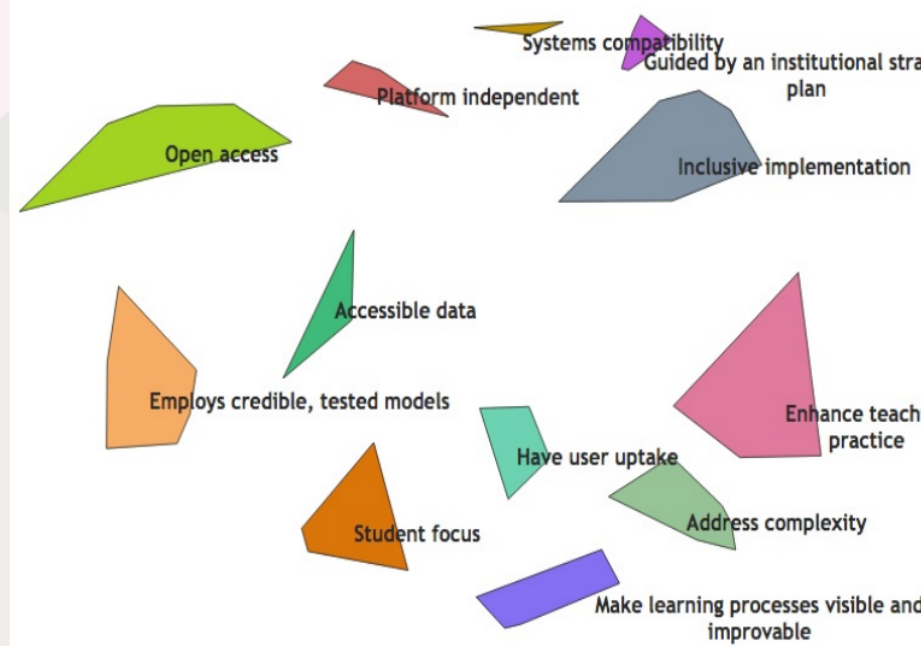 Systems compatibility
Guided by an institutional stra
plan
Platform independent
Open access
Inclusive implementation
Accessible data
Employs credible, tested models
Enhance teach
practice
Have user uptake
Student focus
Address complexity
Make learning processes visible and
improvable